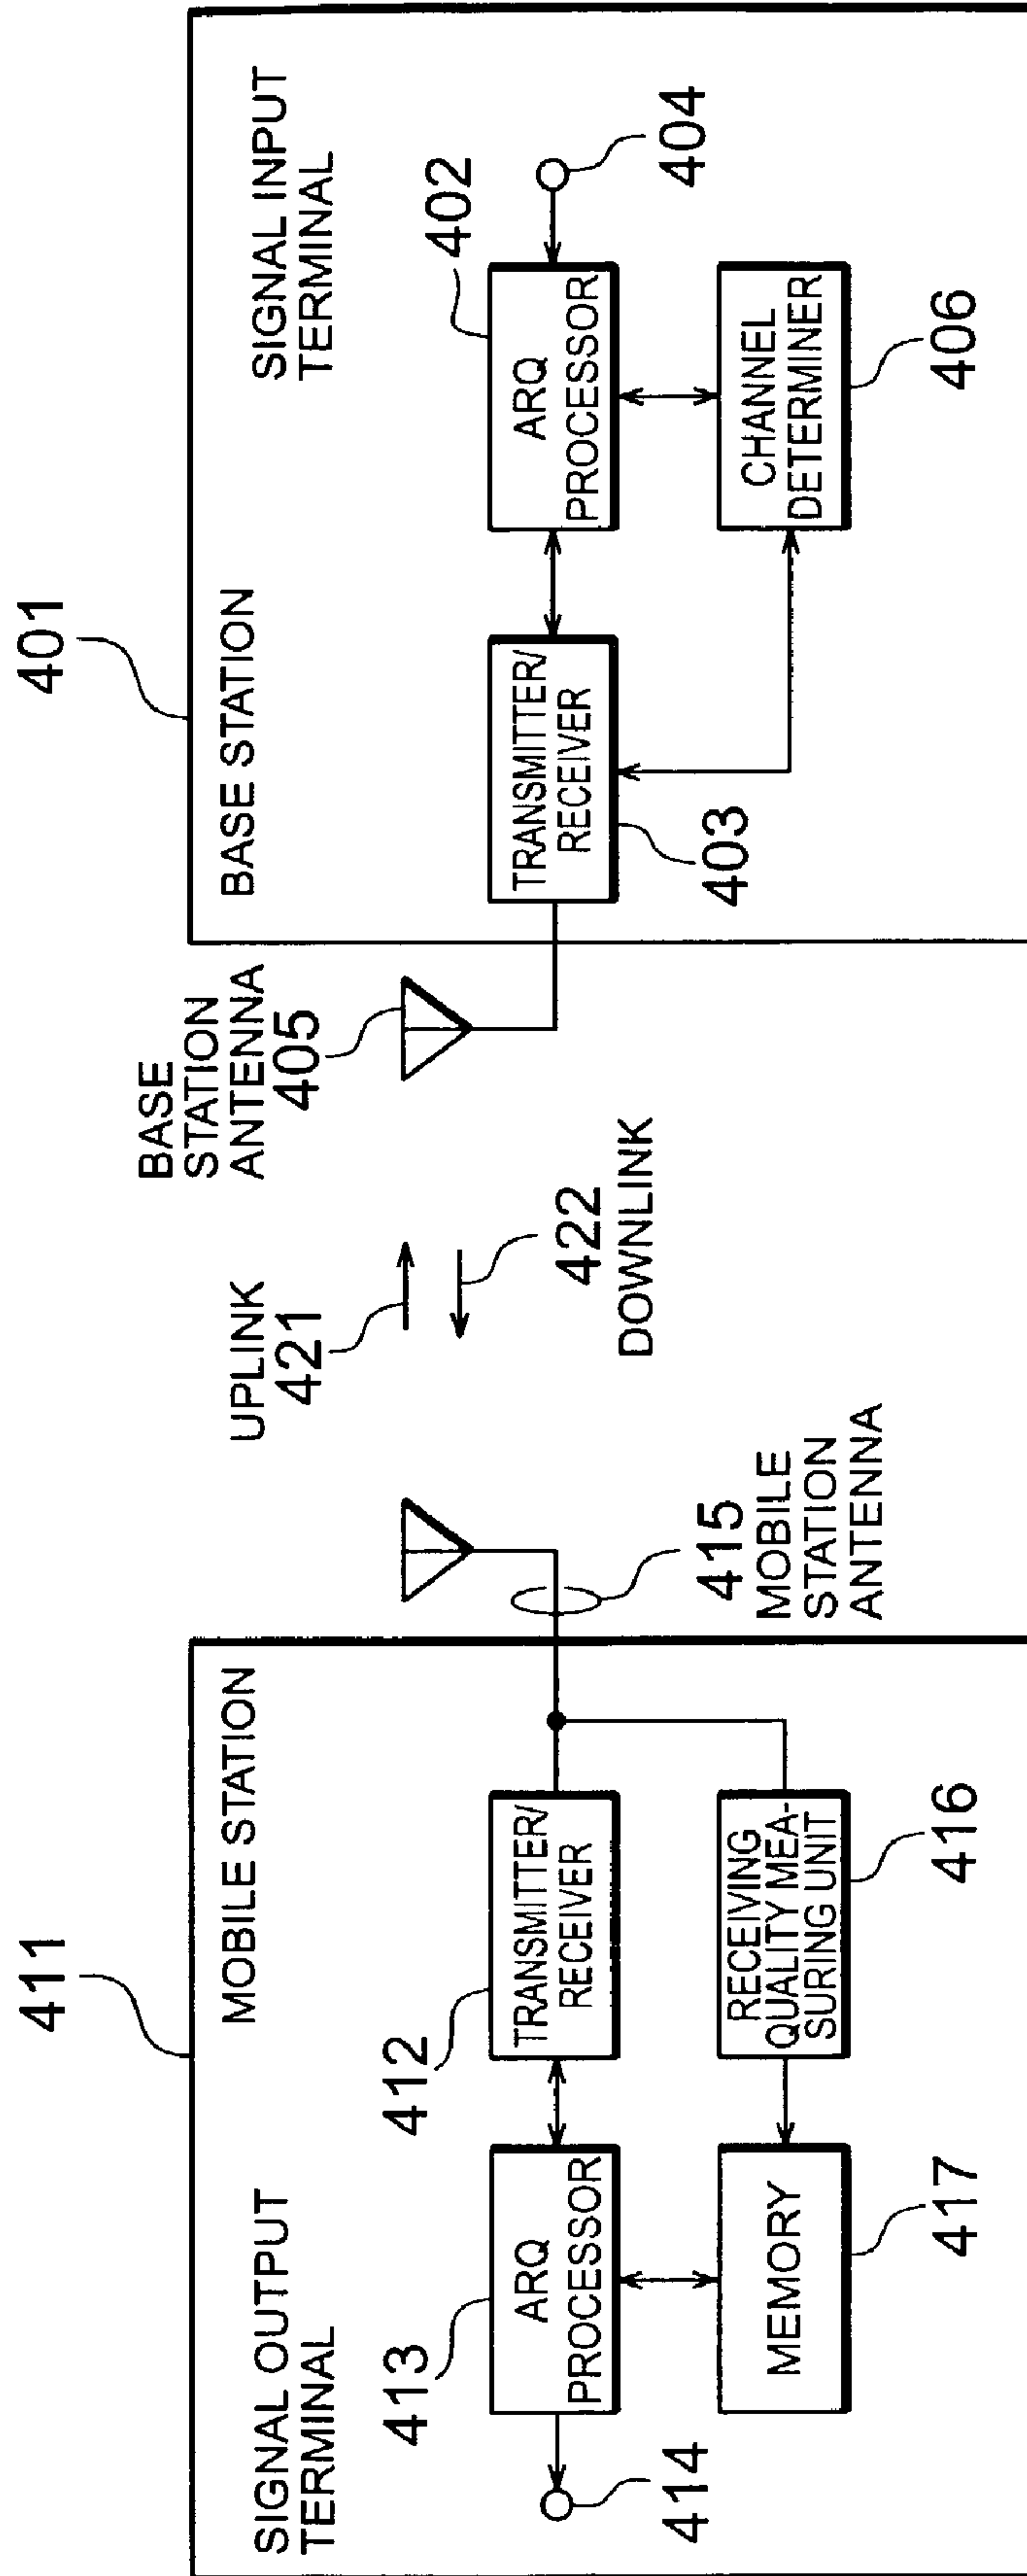 411
MOBILE STATION
SIGNAL OUTPUT
TERMINAL
413
ARQ
PROCESSOR
412
TRANSMITTER/
RECEIVER
414
MEMORY
417
RECEIVING
QUALITY MEA-
SURING UNIT
416
415
MOBILE
STATION
ANTENNA
UPLINK
421
422
DOWNLINK
BASE
STATION
ANTENNA
405
401
BASE STATION
SIGNAL INPUT
TERMINAL
TRANSMITTER/
RECEIVER
403
402
ARQ
PROCESSOR
404
CHANNEL
DETERMINER
406